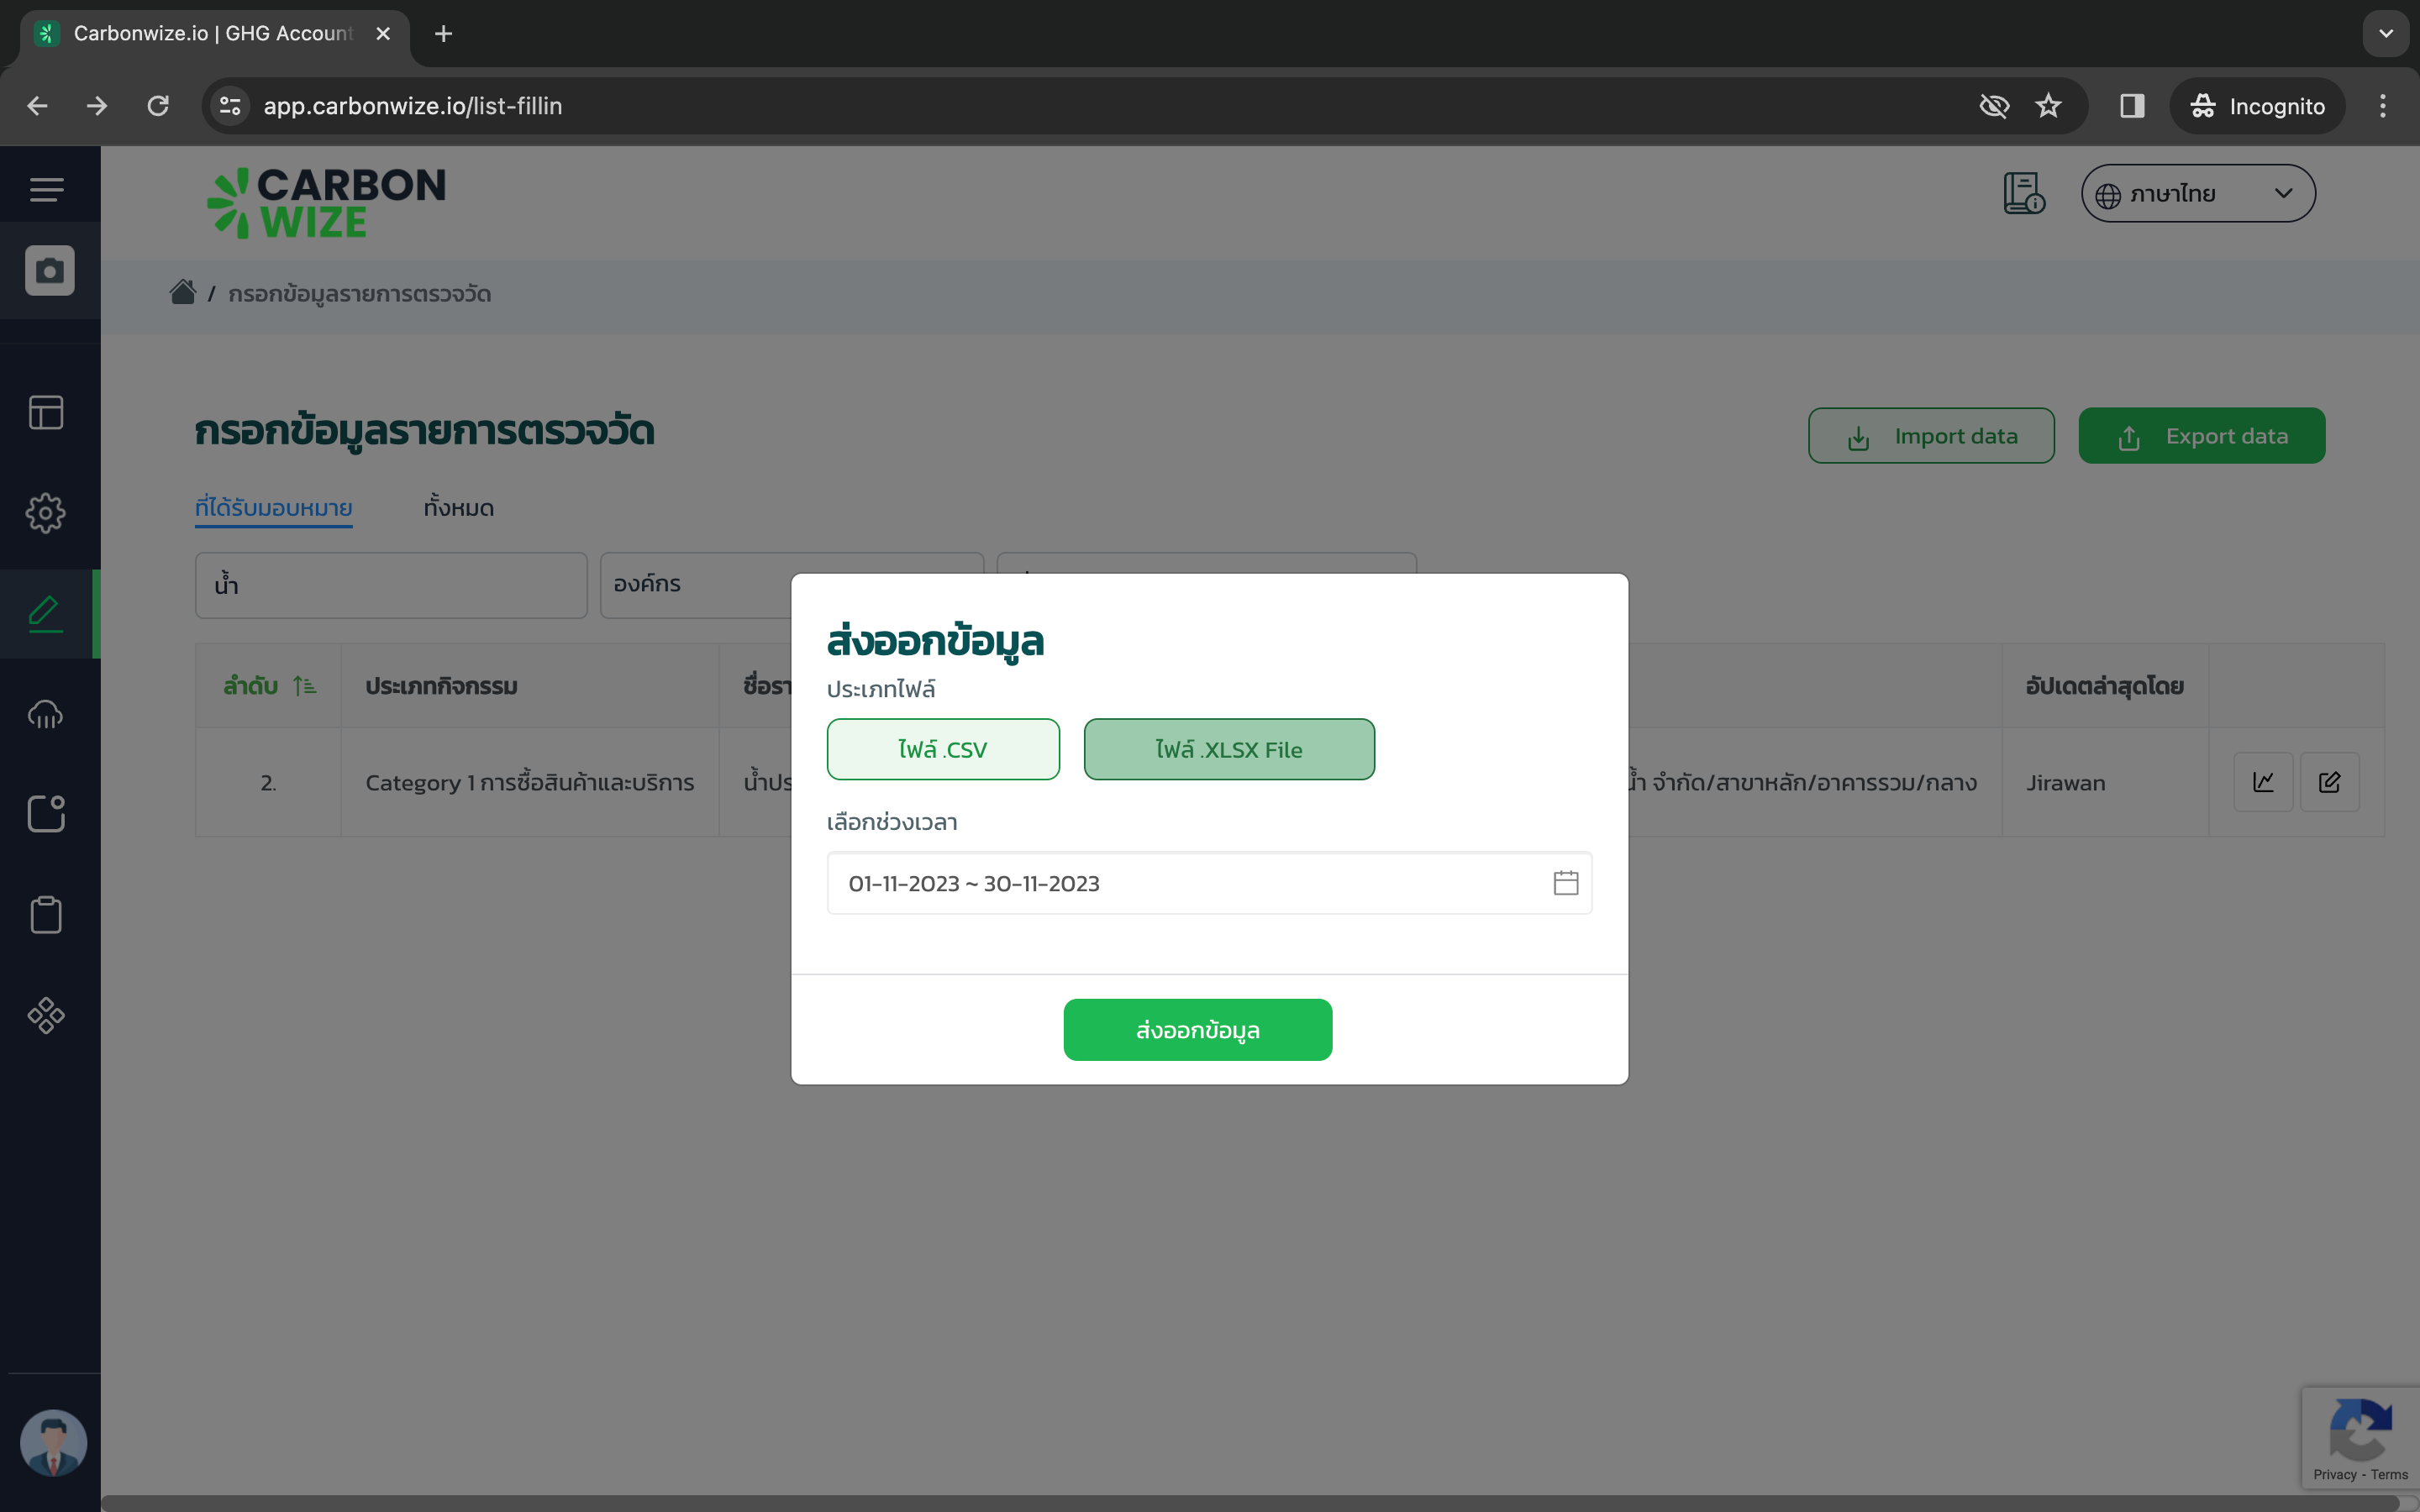 Carbonwize.io | GHG Account
app.carbonwize.io/list-fillin
Incognito
CARBON
WIZE
ภาษาไทย
/ กรอกข้อมูลรายการตรวจวัด
กรอกข้อมูลรายการตรวจวัด
Import data
Export data
ที่ได้รับมอบหมาย
ทั้งหมด
น้ำ
องค์กร
ลำดับ
ประเภทกิจกรรม
อัปเดตล่าสุดโดย
2.
Category 1 การซื้อสินค้าและบริการ
จำกัด/สาขาหลัก/อาคารรวม/กลาง
Jirawan
ส่งออกข้อมูล
ประเภทไฟล์
ไฟล์ .CSV
ไฟล์ .XLSX File
เลือกช่วงเวลา
01-11-2023 ~ 30-11-2023
ส่งออกข้อมูล
Privacy - Terms